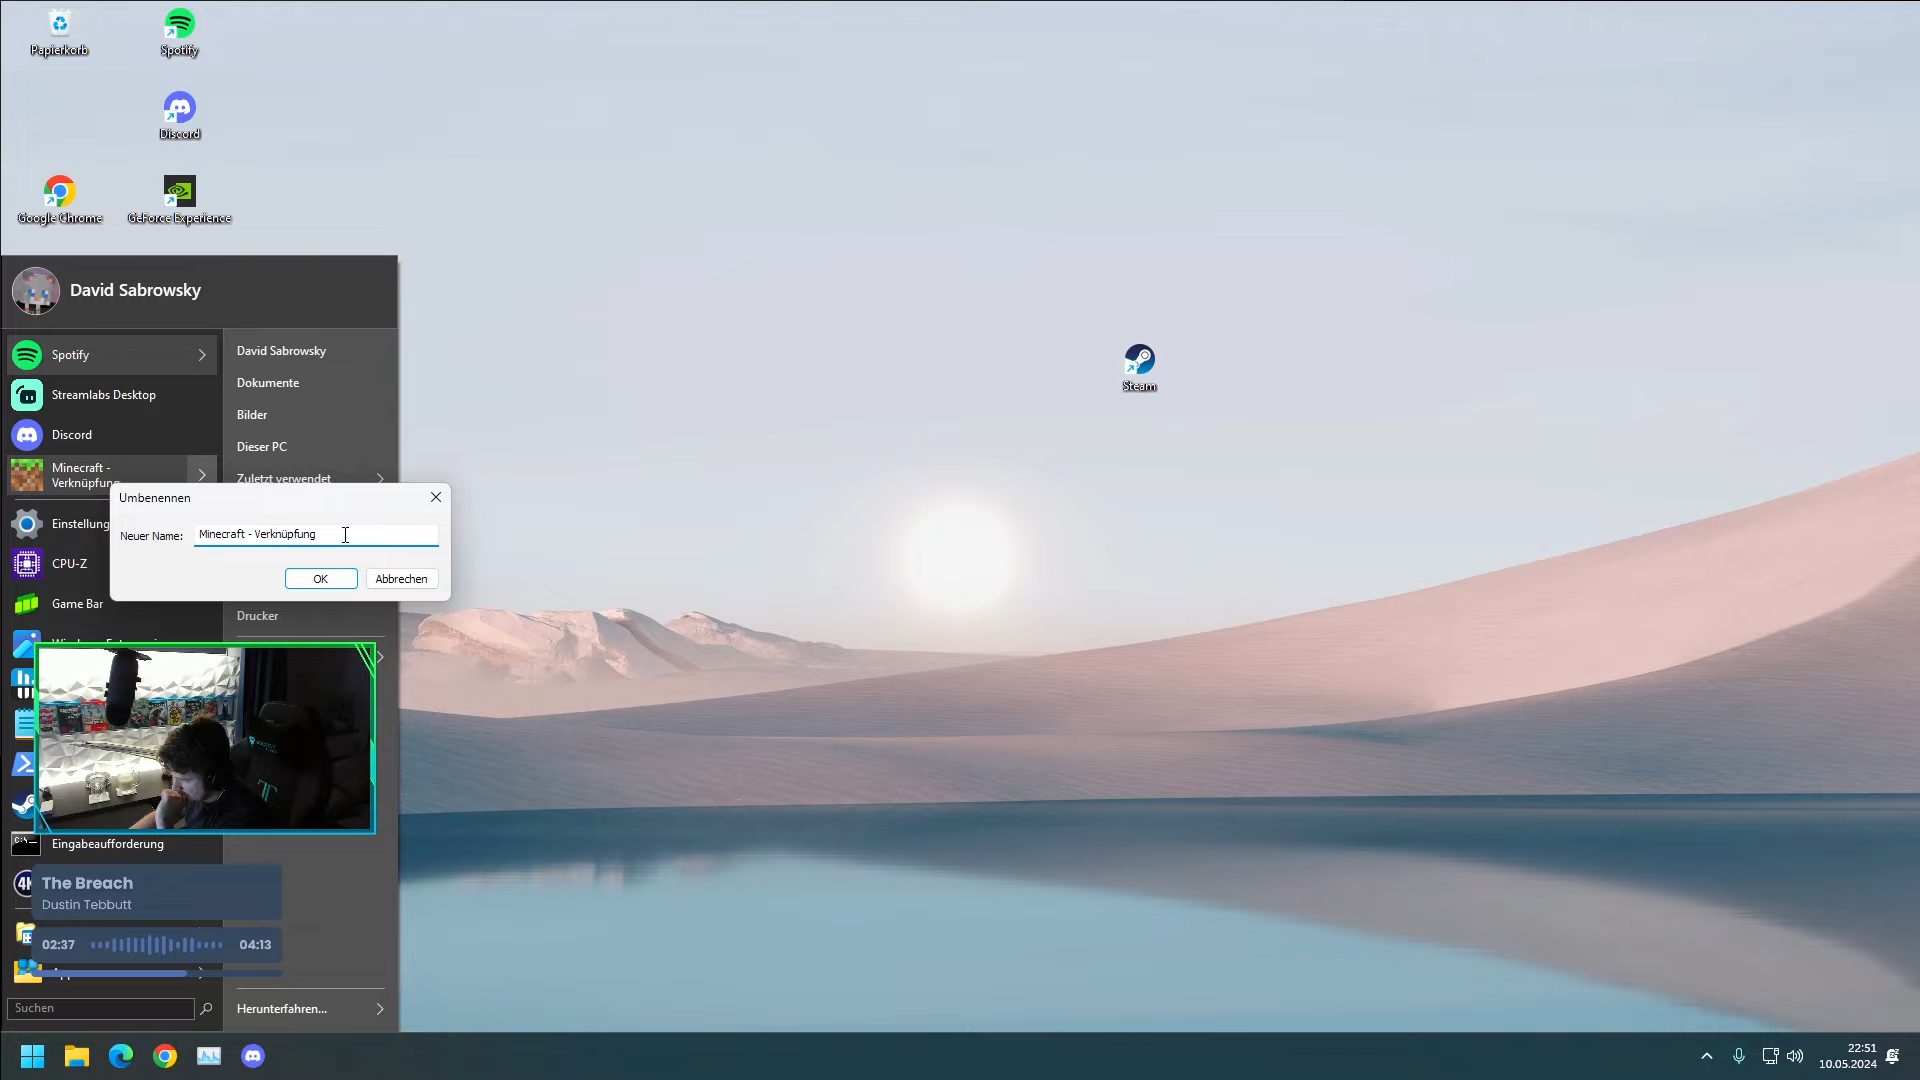 Papierkorb
Spotify
Discord
Google Chrome
GeForce Experience
David Sabrowsky
Spotify
Streamlabs Desktop
Discord
Minecraft -
Verknüpfung
David Sabrowsky
Dokumente
Bilder
Dieser PC
Zuletzt verwendet
Steam
Umbenennen
Neuer Name:
Minecraft - Verknüpfung
OK
Abbrechen
CPU-Z
Game Bar
Drucker
Eingabeaufforderung
4K
The Breach
Dustin Tebbutt
02:37
04:13
Suchen
Herunterfahren...
22:51
10.05.2024